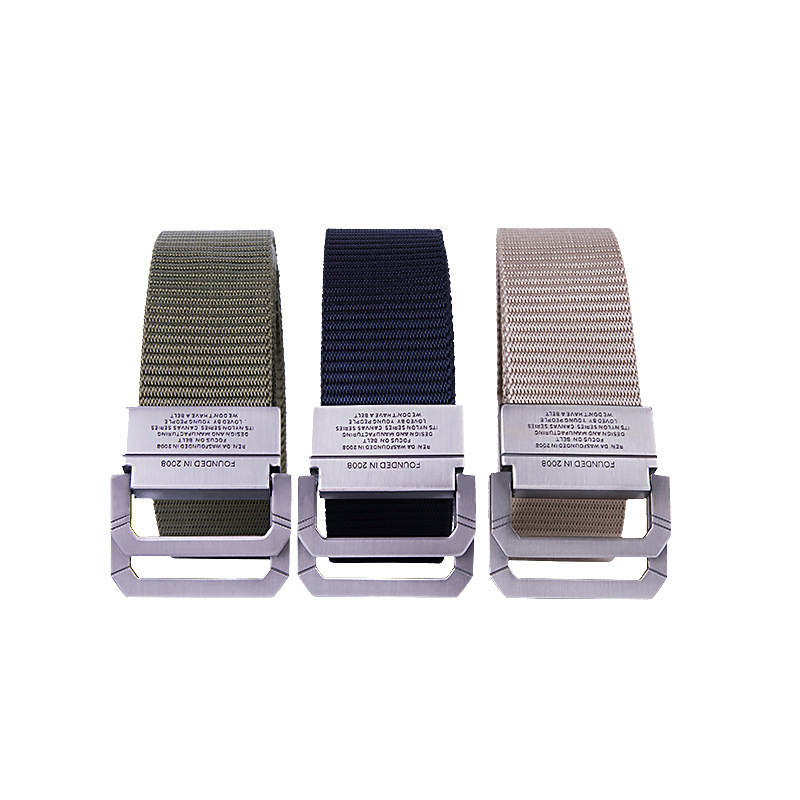 FOUNDED IN 2008
REN DA WASFOUNDED IN 2008
FOCUS ON BELT
DESIGN AND MANUFACTURING
ITS NYLON SERIES CANVAS SERIES
LOVED BY YOUNG PEOPLE
WE DON'T HAVE A BELT
FOUNDED IN 2008
REN DA WASFOUNDED IN 2008
FOCUS ON BELT
DESIGN AND MANUFACTURING
ITS NYLON SERIES CANVAS SERIES
LOVED BY YOUNG PEOPLE
WE DON'T HAVE A BELT
FOUNDED IN 2008
REN DA WASFOUNDED IN 2008
FOCUS ON BELT
DESIGN AND MANUFACTURING
ITS NYLON SERIES CANVAS SERIES
LOVED BY YOUNG PEOPLE
WE DON'T HAVE A BELT